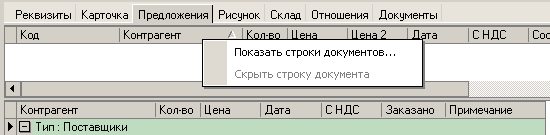 Реквизиты Карточка Предложения Рисунок Склад Отношения Документы
Код Контрагент Кол-во Цена Цена 2 Дата С НДС Сос
Показать строки документов...
Скрыть строку документа
Контрагент Кол-во Цена Дата С НДС Заказано Примечание
Тип : Поставщики